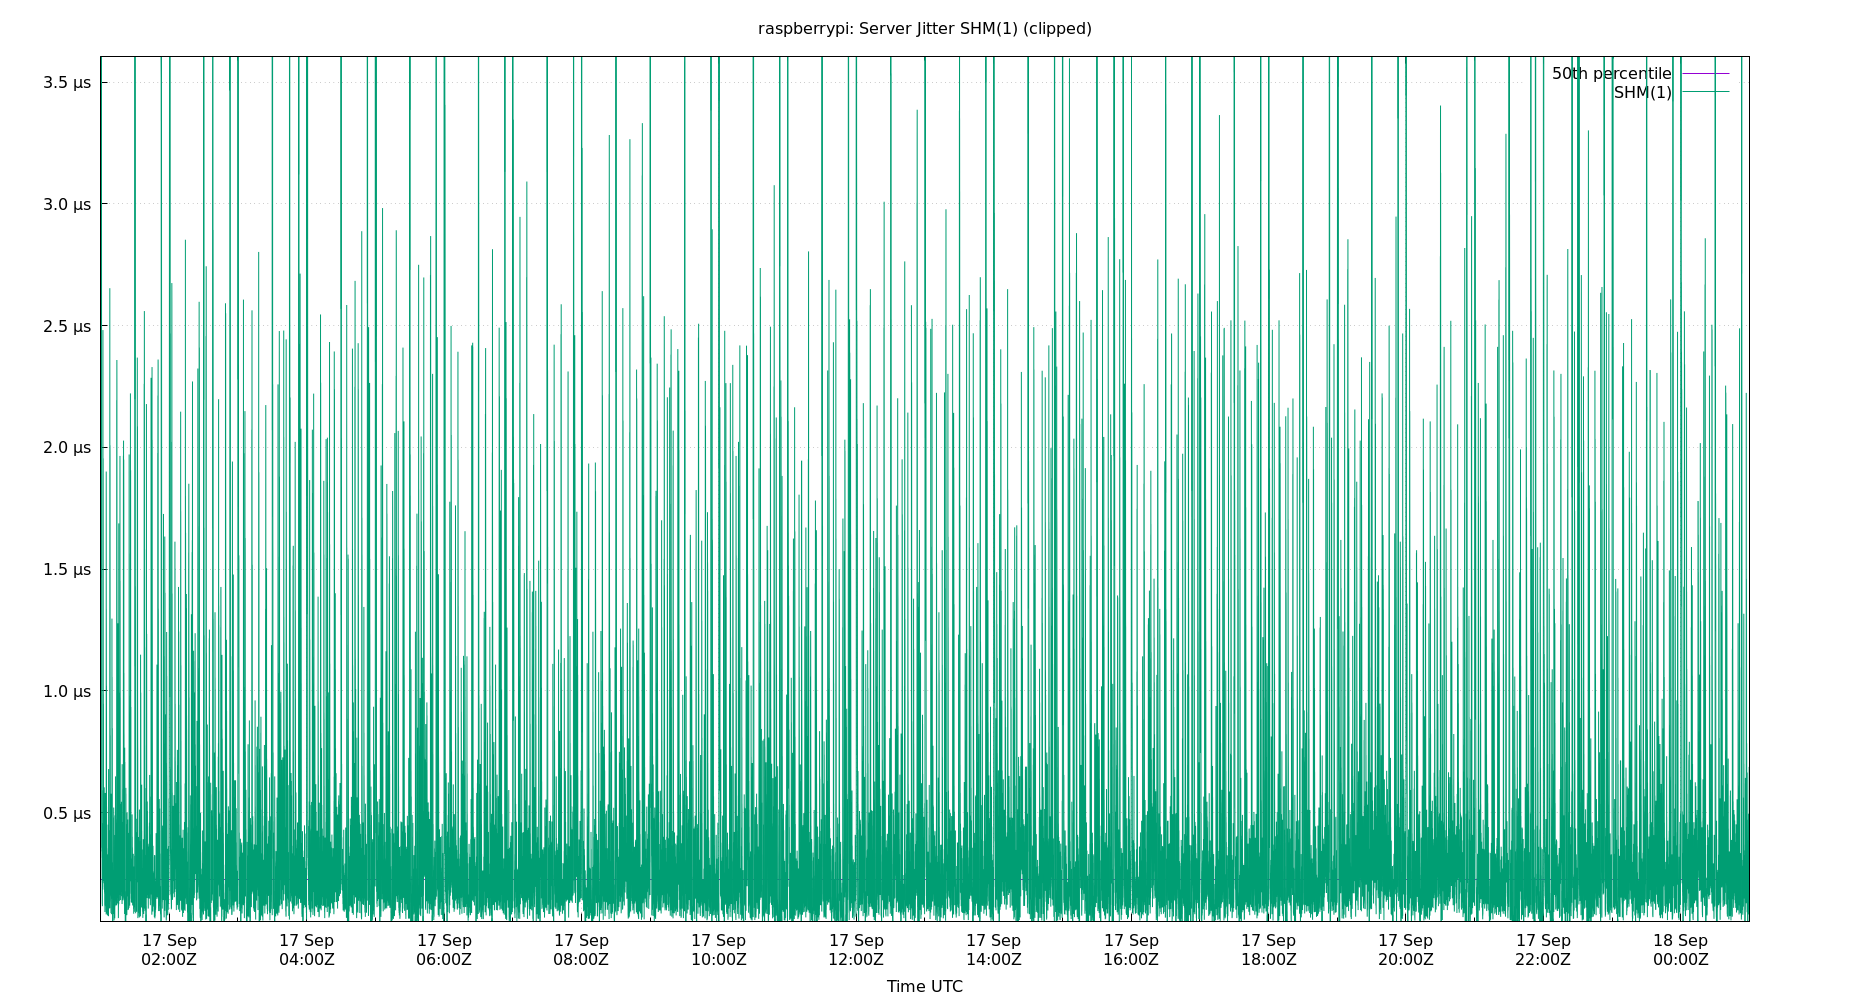 raspberrypi: Server Jitter SHM(1) (clipped)
50th percentile
SHM(1)
3.5 µs
3.0 µs
2.5 µs
2.0 µs
1.5 µs
1.0 µs
0.5 µs
17 Sep 17 Sep 17 Sep 17 Sep 17 Sep 17 Sep 17 Sep 17 Sep 17 Sep 17 Sep 17 Sep 18 Sep
02:00Z 04:00Z 06:00Z 08:00Z 10:00Z 12:00Z 14:00Z 16:00Z 18:00Z 20:00Z 22:00Z 00:00Z
Time UTC